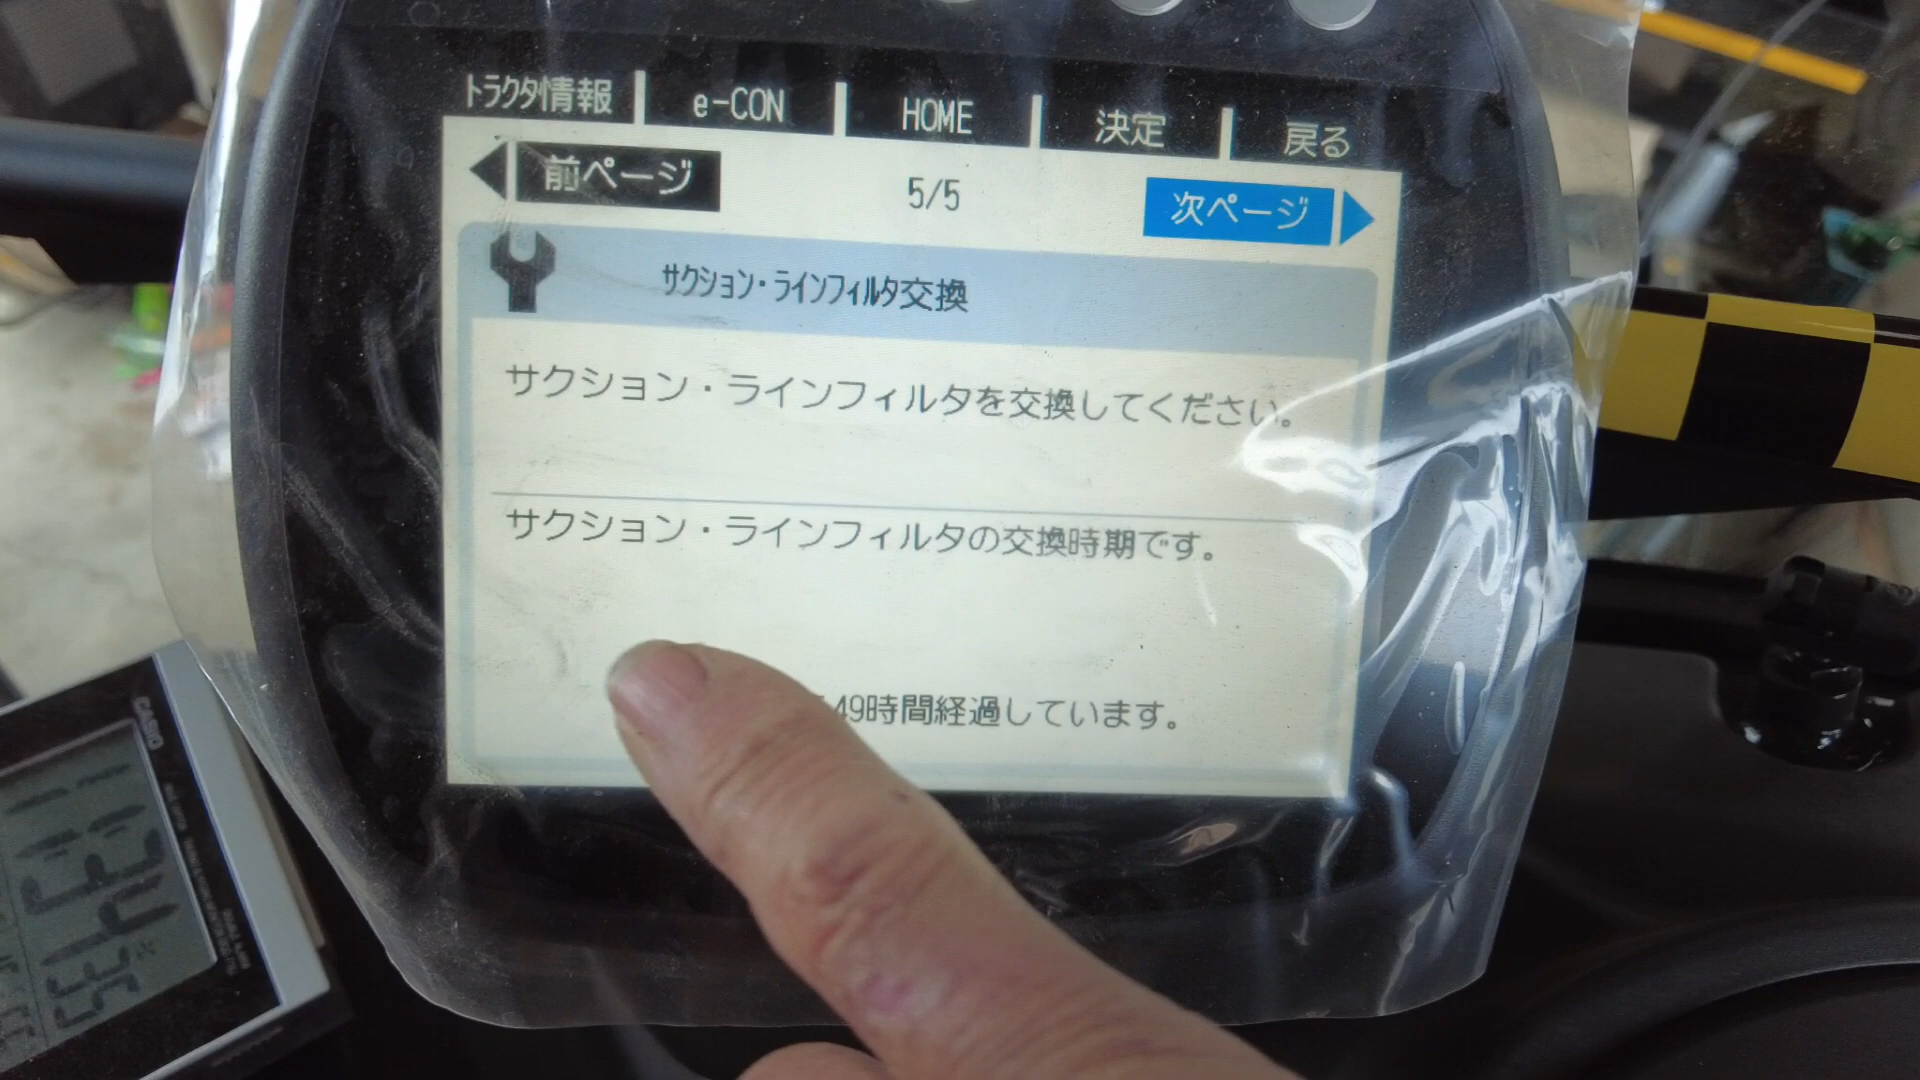 トラクタ情報 e-CON HOME 決定 戻る
前ページ 5/5 次ページ
サクション・ラインフィルタ交換
サクション・ラインフィルタを交換してください。
サクション・ラインフィルタの交換時期です。
49時間経過しています。
CASIO